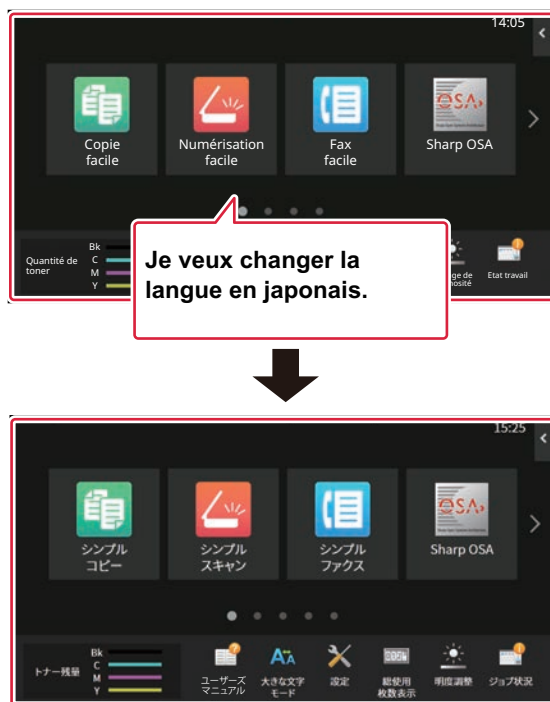 14:05
Copie
facile
Numérisation
facile
Fax
facile
OSA
Sharp OSA
Quantité de
toner
Bk
C
M
Y
Je veux changer la
langue en japonais.
ge de
osité
Etat travail
15:25
シンプル
コピー
シンプル
スキャン
シンプル
ファクス
OSA
Sharp OSA
トナー残量
Bk
C
M
Y
ユーザーズ
マニュアル
大きな文字
モード
設定
総使用
枚数表示
明度調整
ジョブ状況